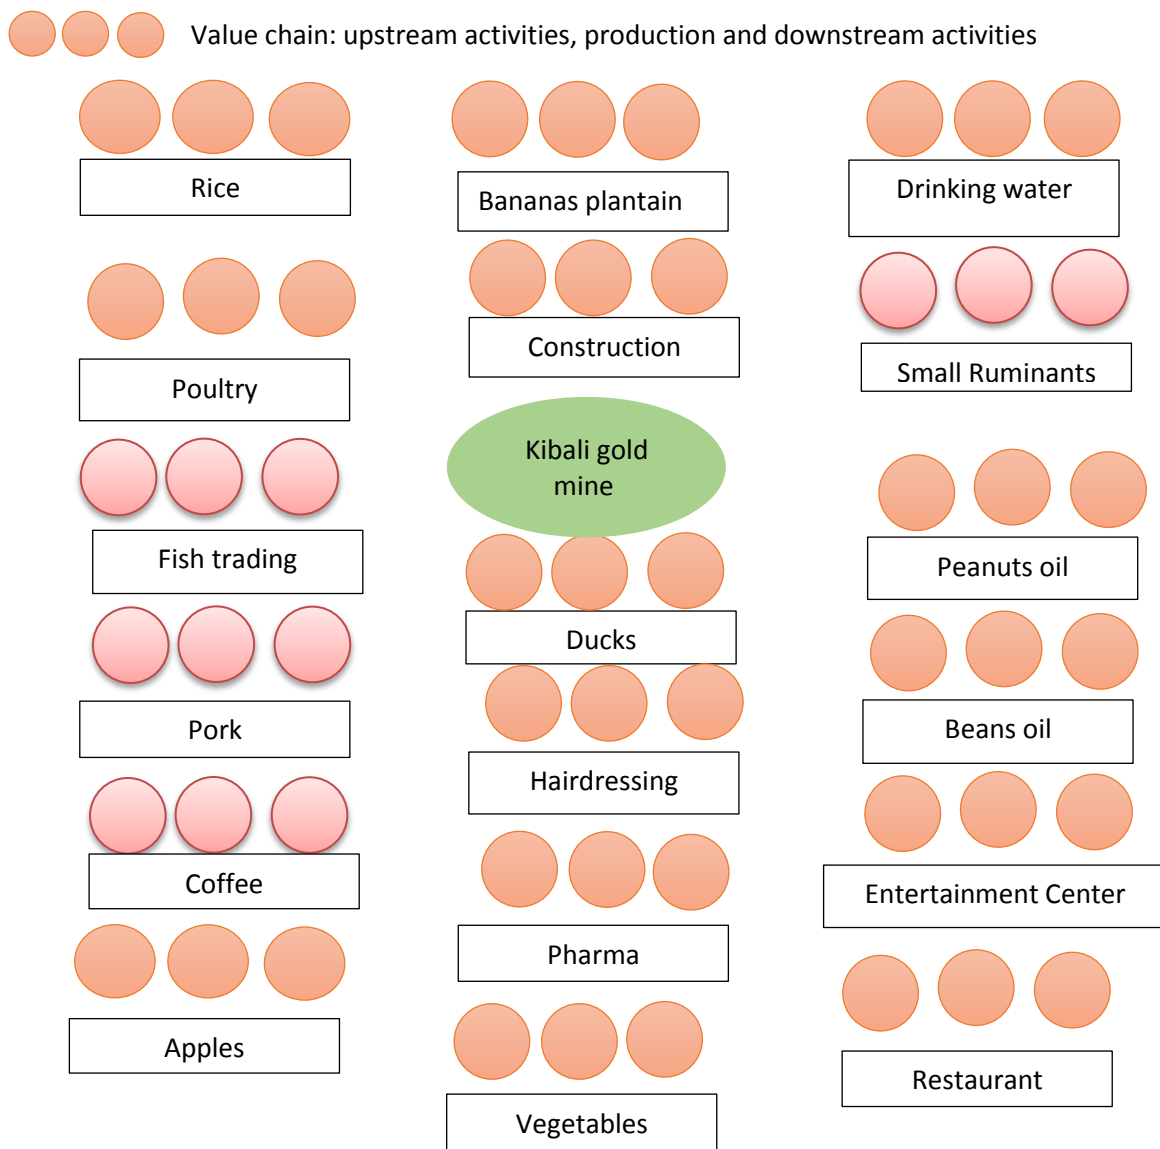 Value chain: upstream activities, production and downstream activities
Rice
Bananas plantain
Drinking water
Construction
Small Ruminants
Poultry
Kibali gold
mine
Fish trading
Peanuts oil
Ducks
Pork
Beans oil
Hairdressing
Coffee
Entertainment Center
Pharma
Apples
Restaurant
Vegetables